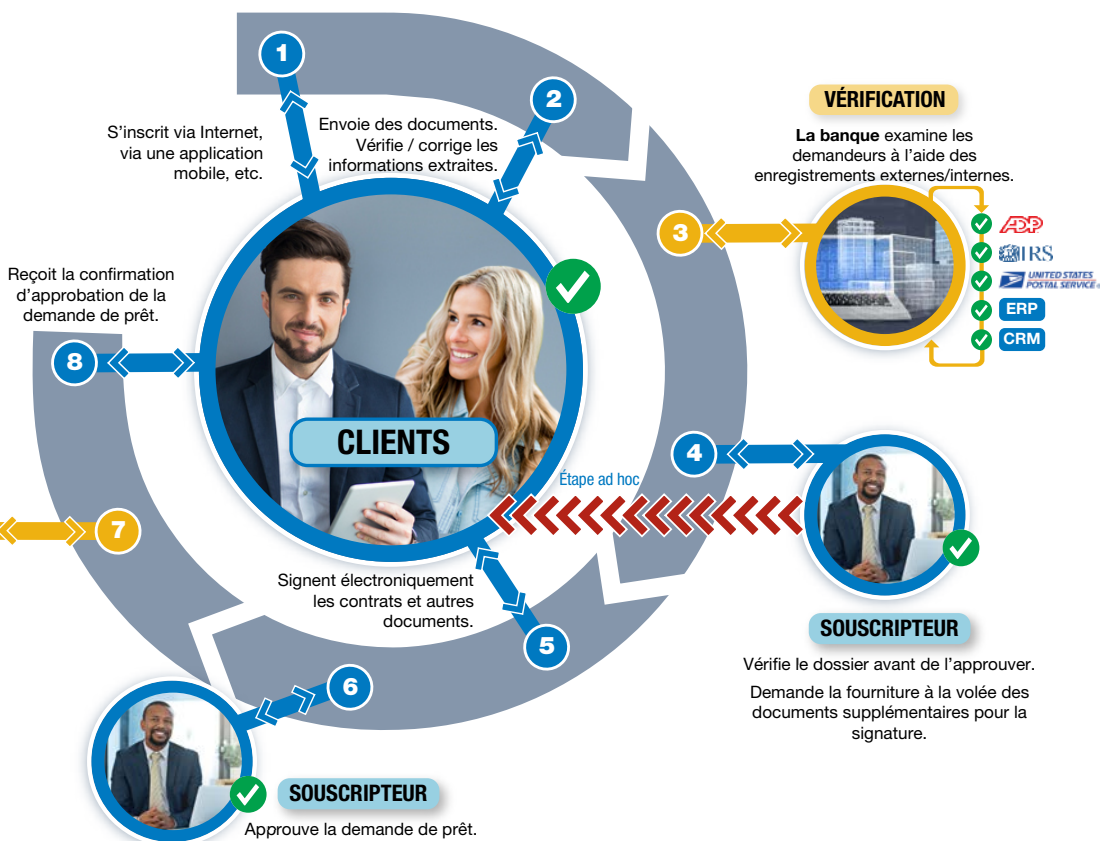 1
S’inscrit via Internet,
via une application
mobile, etc.
2
Envoie des documents.
Vérifie / corrige les
informations extraites.
VÉRIFICATION
La banque examine les
demandeurs à l’aide des
enregistrements externes/internes.
3
ADP
IRS
UNITED STATES
POSTAL SERVICE
ERP
CRM
Reçoit la confirmation
d’approbation de la
demande de prêt.
8
CLIENTS
4
Étape ad hoc
7
Signent électroniquement
les contrats et autres
documents.
5
SOUSCRIPTEUR
Vérifie le dossier avant de l’approuver.
Demande la fourniture à la volée des
documents supplémentaires pour la
signature.
6
SOUSCRIPTEUR
Approuve la demande de prêt.